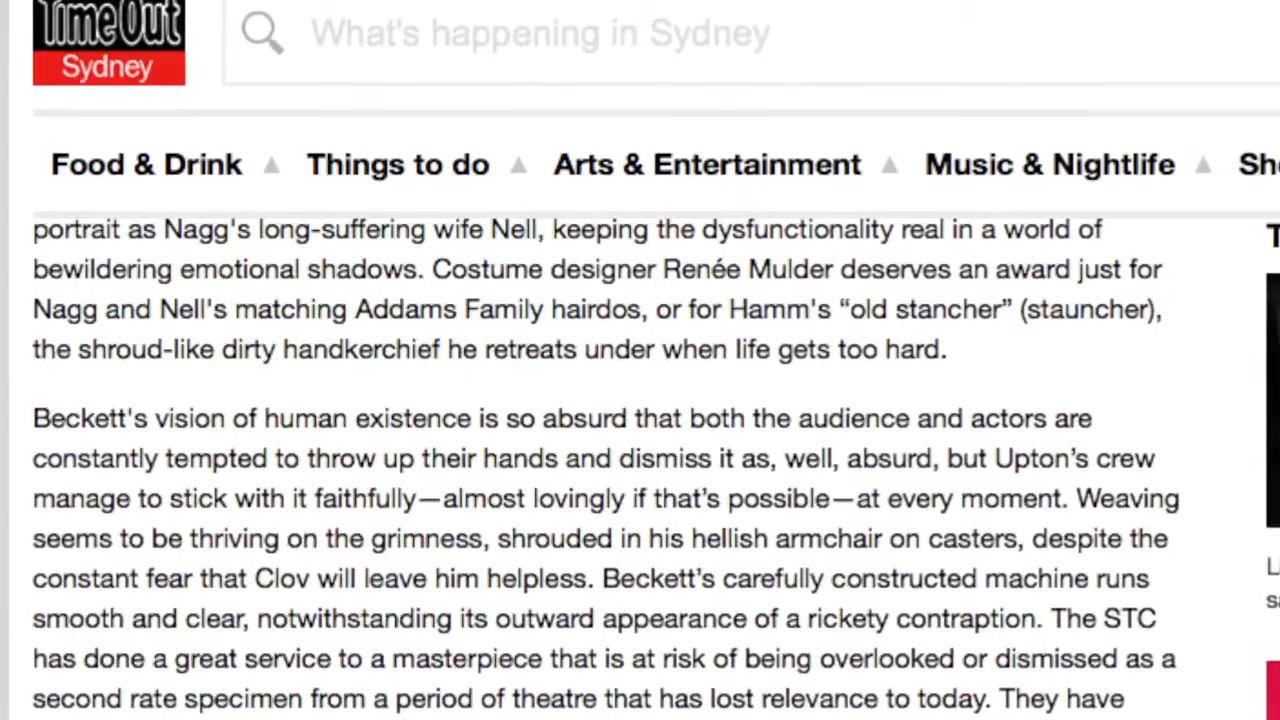 TimeOut
Sydney
What's happening in Sydney
Food & Drink
Things to do
Arts & Entertainment
Music & Nightlife
portrait as Nagg's long-suffering wife Nell, keeping the dysfunctionality real in a world of
bewildering emotional shadows. Costume designer Renée Mulder deserves an award just for
Nagg and Nell's matching Addams Family hairdos, or for Hamm's “old stancher” (stauncher),
the shroud-like dirty handkerchief he retreats under when life gets too hard.
Beckett's vision of human existence is so absurd that both the audience and actors are
constantly tempted to throw up their hands and dismiss it as, well, absurd, but Upton’s crew
manage to stick with it faithfully—almost lovingly if that’s possible—at every moment. Weaving
seems to be thriving on the grimness, shrouded in his hellish armchair on casters, despite the
constant fear that Clov will leave him helpless. Beckett’s carefully constructed machine runs
smooth and clear, notwithstanding its outward appearance of a rickety contraption. The STC
has done a great service to a masterpiece that is at risk of being overlooked or dismissed as a
second rate specimen from a period of theatre that has lost relevance to today. They have